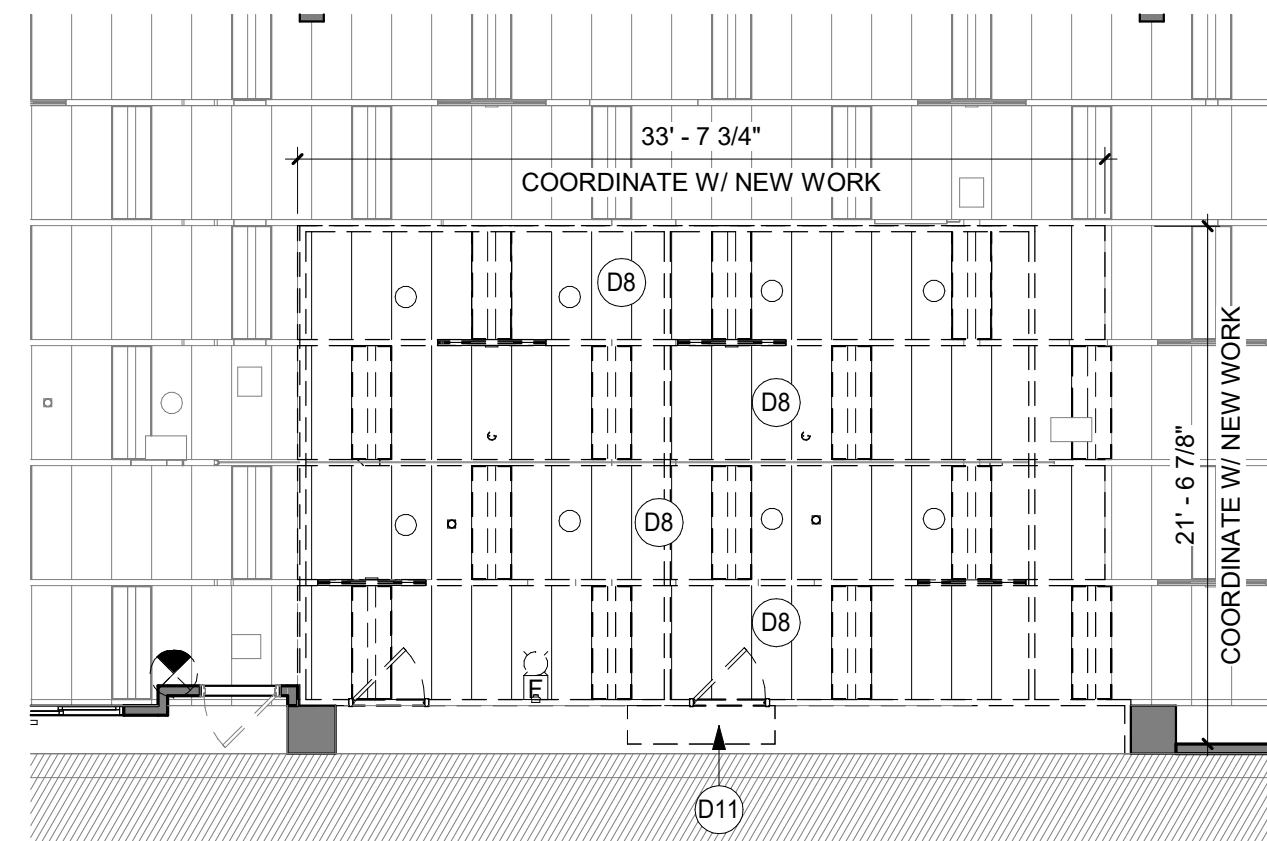 33' - 7 3/4"
COORDINATE W/ NEW WORK
D8
D8
21' - 6 7/8"
COORDINATE W/ NEW WORK
D8
D8
E
D11